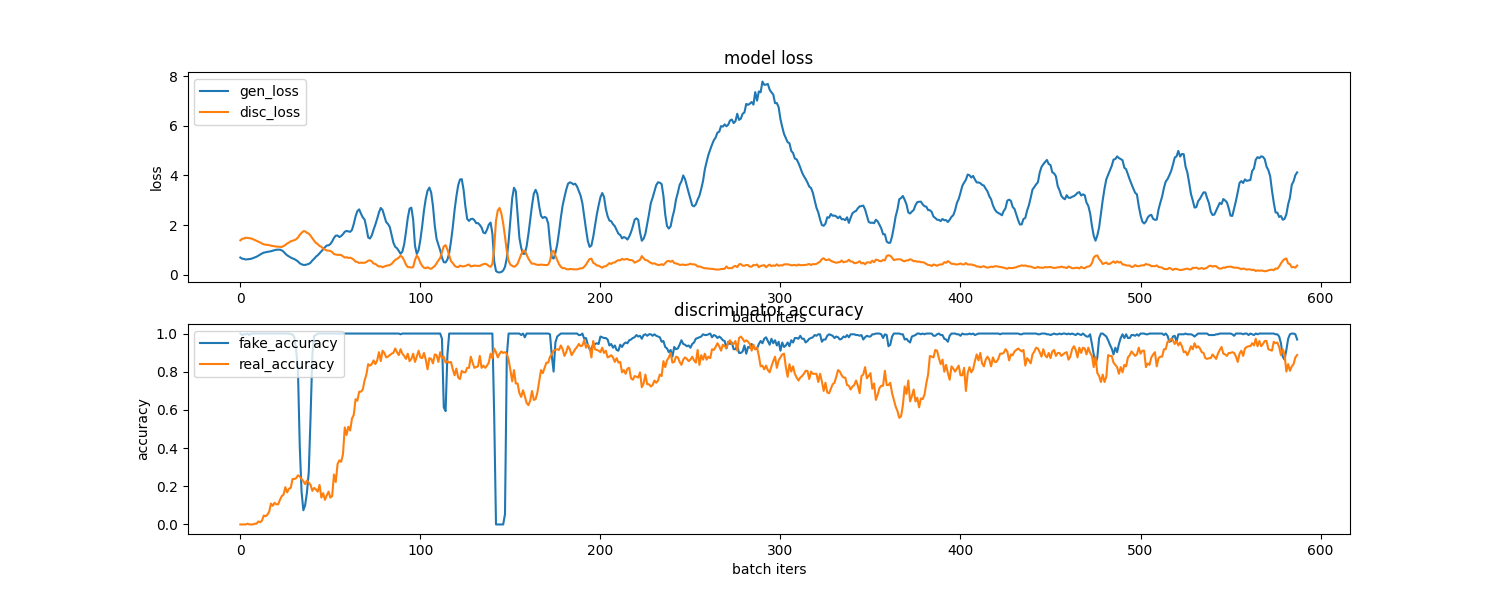 model loss
gen_loss
disc_loss
loss
8
6
4
2
0
0 100 200 300 400 500 600
batch iters
discriminator accuracy
fake_accuracy
real_accuracy
accuracy
1.0
0.8
0.6
0.4
0.2
0.0
0 100 200 300 400 500 600
batch iters